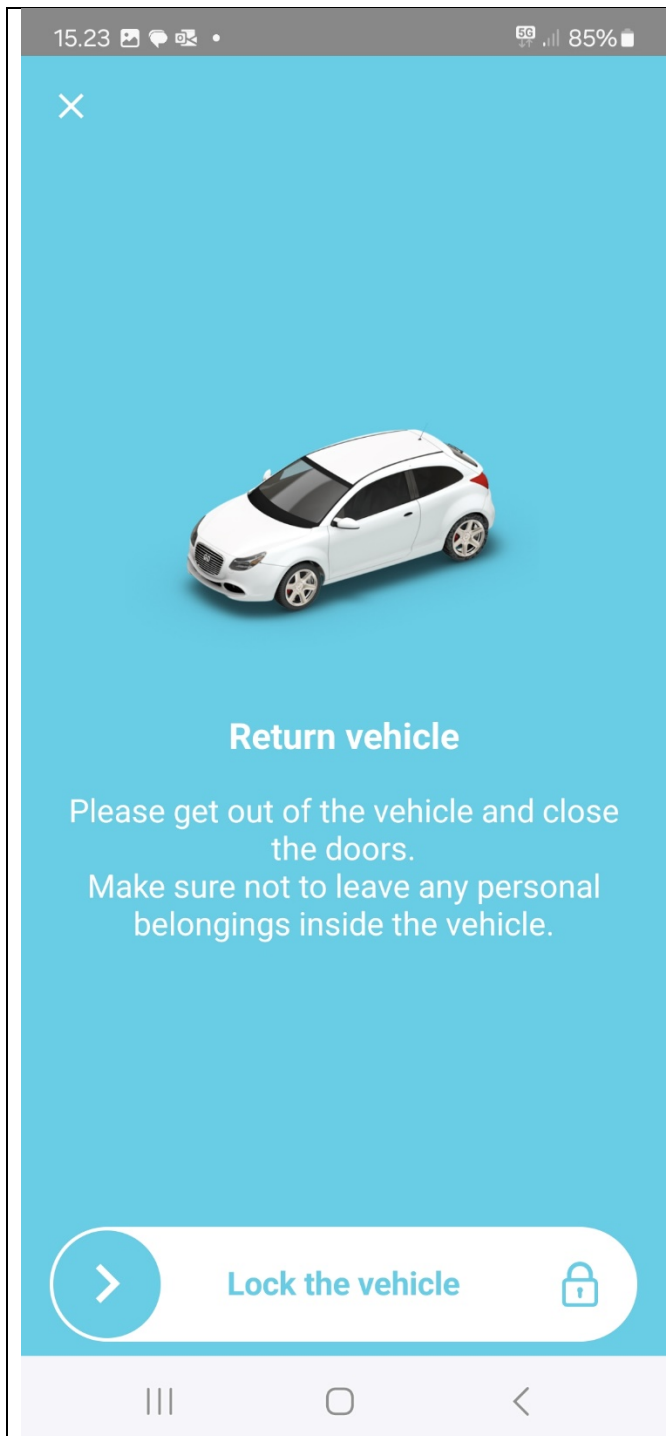 15.23
5G
85%
Return vehicle
Please get out of the vehicle and close
the doors.
Make sure not to leave any personal
belongings inside the vehicle.
Lock the vehicle